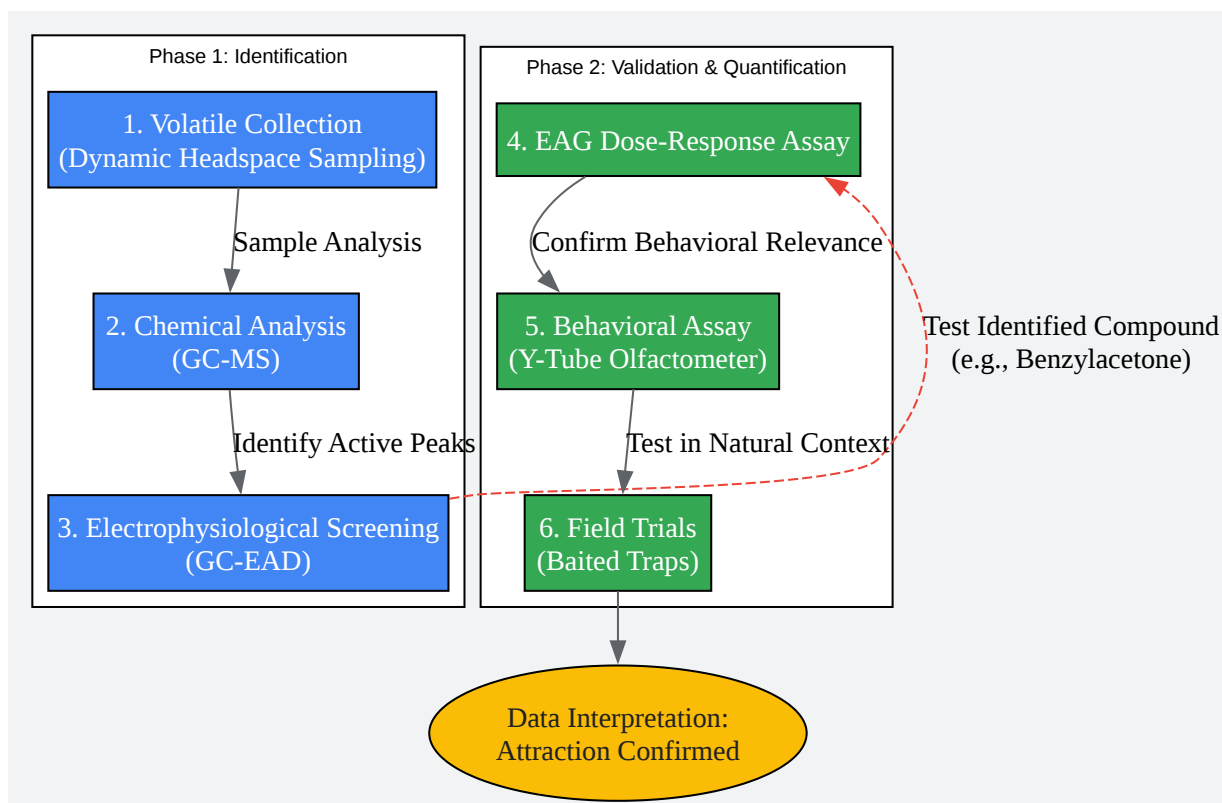 Phase 1: Identification
1. Volatile Collection
(Dynamic Headspace Sampling)
Sample Analysis
2. Chemical Analysis
(GC-MS)
Identify Active Peaks
3. Electrophysiological Screening
(GC-EAD)
Phase 2: Validation & Quantification
4. EAG Dose-Response Assay
Confirm Behavioral Relevance
5. Behavioral Assay
(Y-Tube Olfactometer)
Test in Natural Context
6. Field Trials
(Baited Traps)
Test Identified Compound
(e.g., Benzylacetone)
Data Interpretation:
Attraction Confirmed